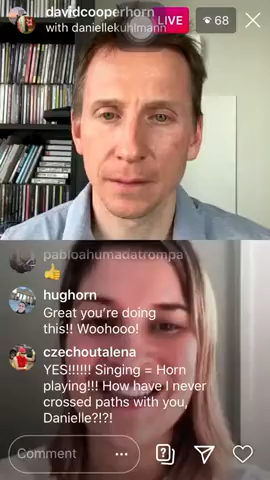 davidcooperhorn
with daniellekuhlmann
LIVE
68
pabloahumadatrompa
👍
hughorn
Great you're doing
this!! Woohooo!
czechoutalena
YES!!!!!! Singing = Horn
playing!!! How have I never
crossed paths with you,
Danielle?!?!
Comment